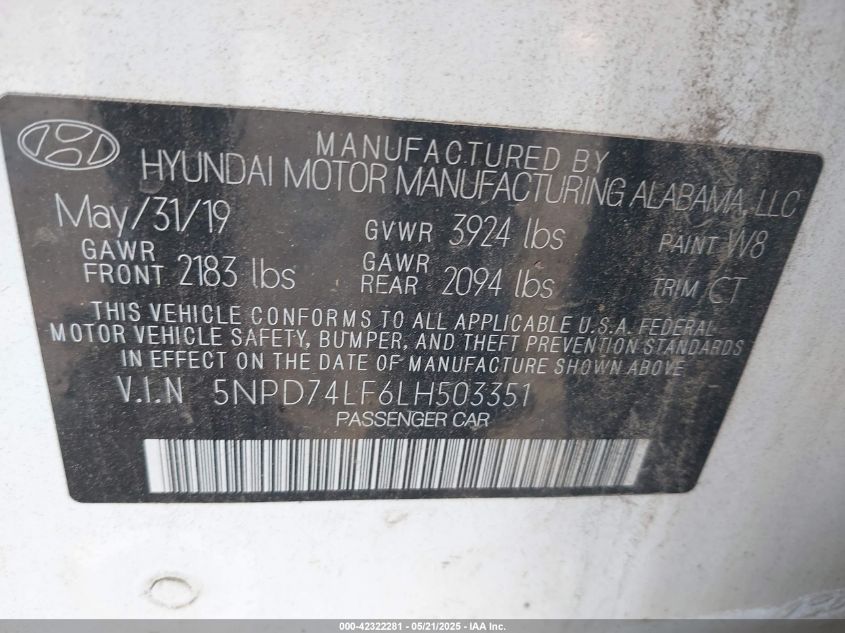 MANUFACTURED BY
HYUNDAI MOTOR MANUFACTURING ALABAMA, LLC
May/31/19 GVWR 3924 lbs PAINT W8
GAWR FRONT 2183 lbs GAWR REAR 2094 lbs TRIM CT
THIS VEHICLE CONFORMS TO ALL APPLICABLE U.S.A. FEDERAL
MOTOR VEHICLE SAFETY, BUMPER, AND THEFT PREVENTION STANDARDS
IN EFFECT ON THE DATE OF MANUFACTURE SHOWN ABOVE.
V.I.N 5NPD74LF6LH503351
PASSENGER CAR
000-42322281 - 05/21/2025 - IAA Inc.